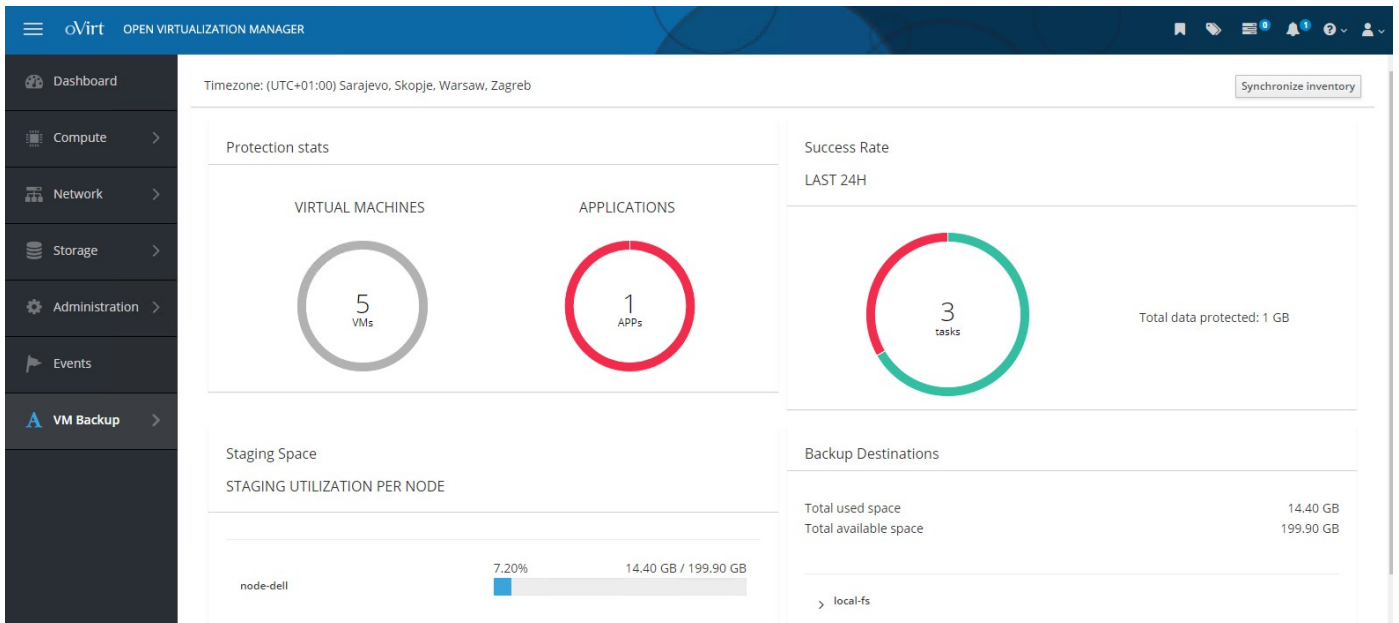 oVirt OPEN VIRTUALIZATION MANAGER
0
1
Dashboard
Compute
Network
Storage
Administration
Events
A VM Backup
Timezone: (UTC+01:00) Sarajevo, Skopje, Warsaw, Zagreb
Synchronize inventory
Protection stats
VIRTUAL MACHINES
APPLICATIONS
5
VMs
1
APPs
Success Rate
LAST 24H
3
tasks
Total data protected: 1 GB
Staging Space
STAGING UTILIZATION PER NODE
node-dell
7.20%
14.40 GB / 199.90 GB
Backup Destinations
Total used space 14.40 GB
Total available space 199.90 GB
local-fs